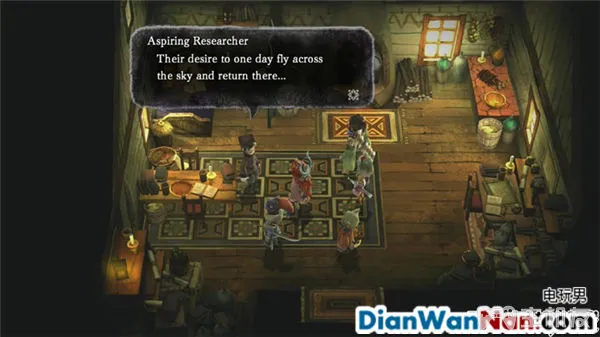 Aspiring Researcher
Their desire to one day fly across
the sky and return there...
电玩男
DianWanNan.com